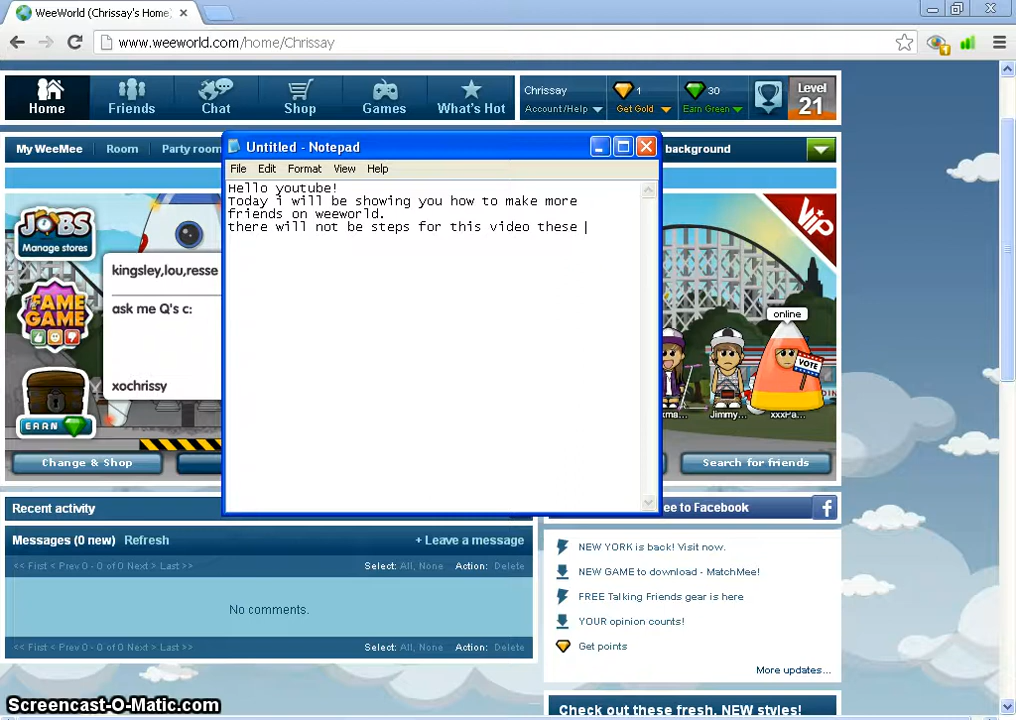 WeeWorld (Chrissay's Home)
www.weeworld.com/home/Chrissay
Home
Friends
Chat
Shop
Games
What's Hot
Chrissay
Account/Help
1
Get Gold
30
Earn Green
Level
21
My WeeMee
Room
Party room
background
Untitled - Notepad
File Edit Format View Help
Hello youtube!
Today i will be showing you how to make more
friends on weeworld.
there will not be steps for this video these
JOBS
Manage stores
FAME
GAME
EARN
kingsley,lou,resse
ask me Q's c:
xochrissy
VIP
online
VOTE
Jimmy...
xxxPa...
Change & Shop
Search for friends
Recent activity
ee to Facebook
f
Messages (0 new) Refresh + Leave a message
<< First < Prev 0 - 0 of 0 Next > Last >> Select: All, None Action: Delete
No comments.
<< First < Prev 0 - 0 of 0 Next > Last >> Select: All, None Action: Delete
NEW YORK is back! Visit now.
NEW GAME to download - MatchMee!
FREE Talking Friends gear is here
YOUR opinion counts!
Get points
More updates...
Check out these fresh, NEW styles!
Screencast-O-Matic.com